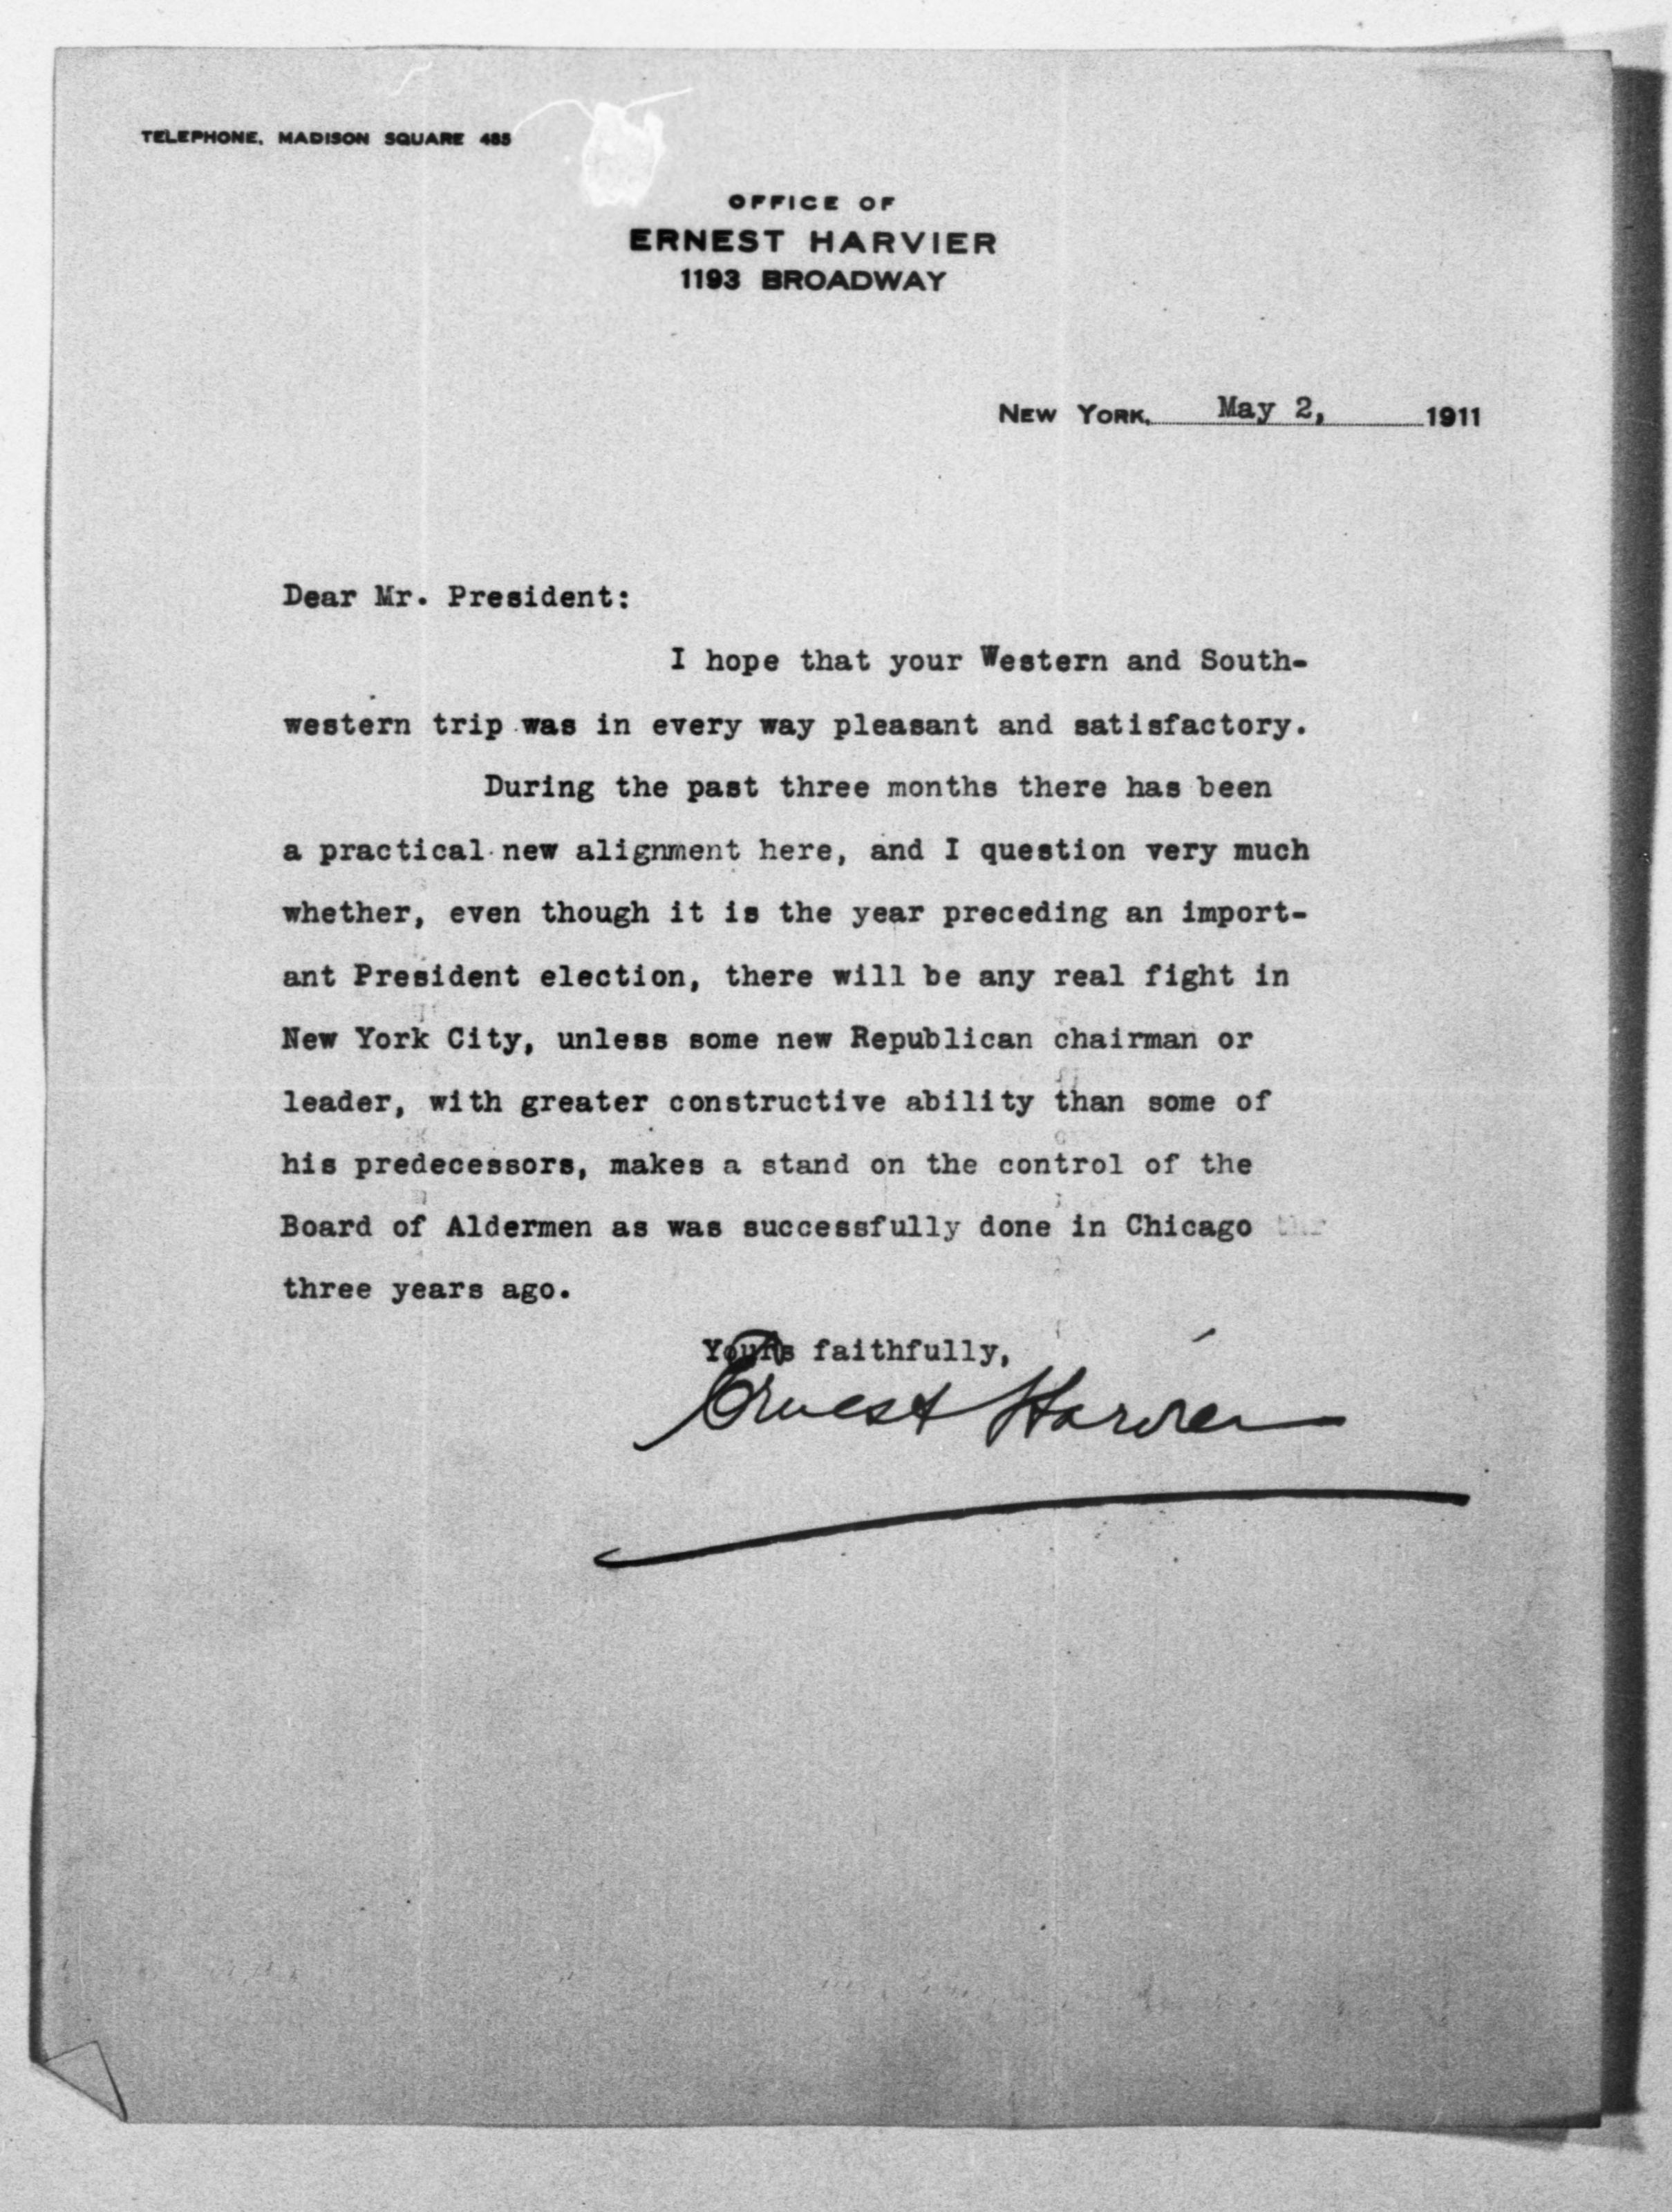 TELEPHONE, MADISON SQUARE 485
OFFICE OF
ERNEST HARVIER
1193 BROADWAY
NEW YORK, May 2, 1911
Dear Mr. President:
I hope that your Western and South-
western trip was in every way pleasant and satisfactory.
During the past three months there has been
a practical new alignment here, and I question very much
whether, even though it is the year preceding an import-
ant President election, there will be any real fight in
New York City, unless some new Republican chairman or
leader, with greater constructive ability than some of
his predecessors, makes a stand on the control of the
Board of Aldermen as was successfully done in Chicago thr
three years ago.
Yours faithfully,
Ernest Harvier